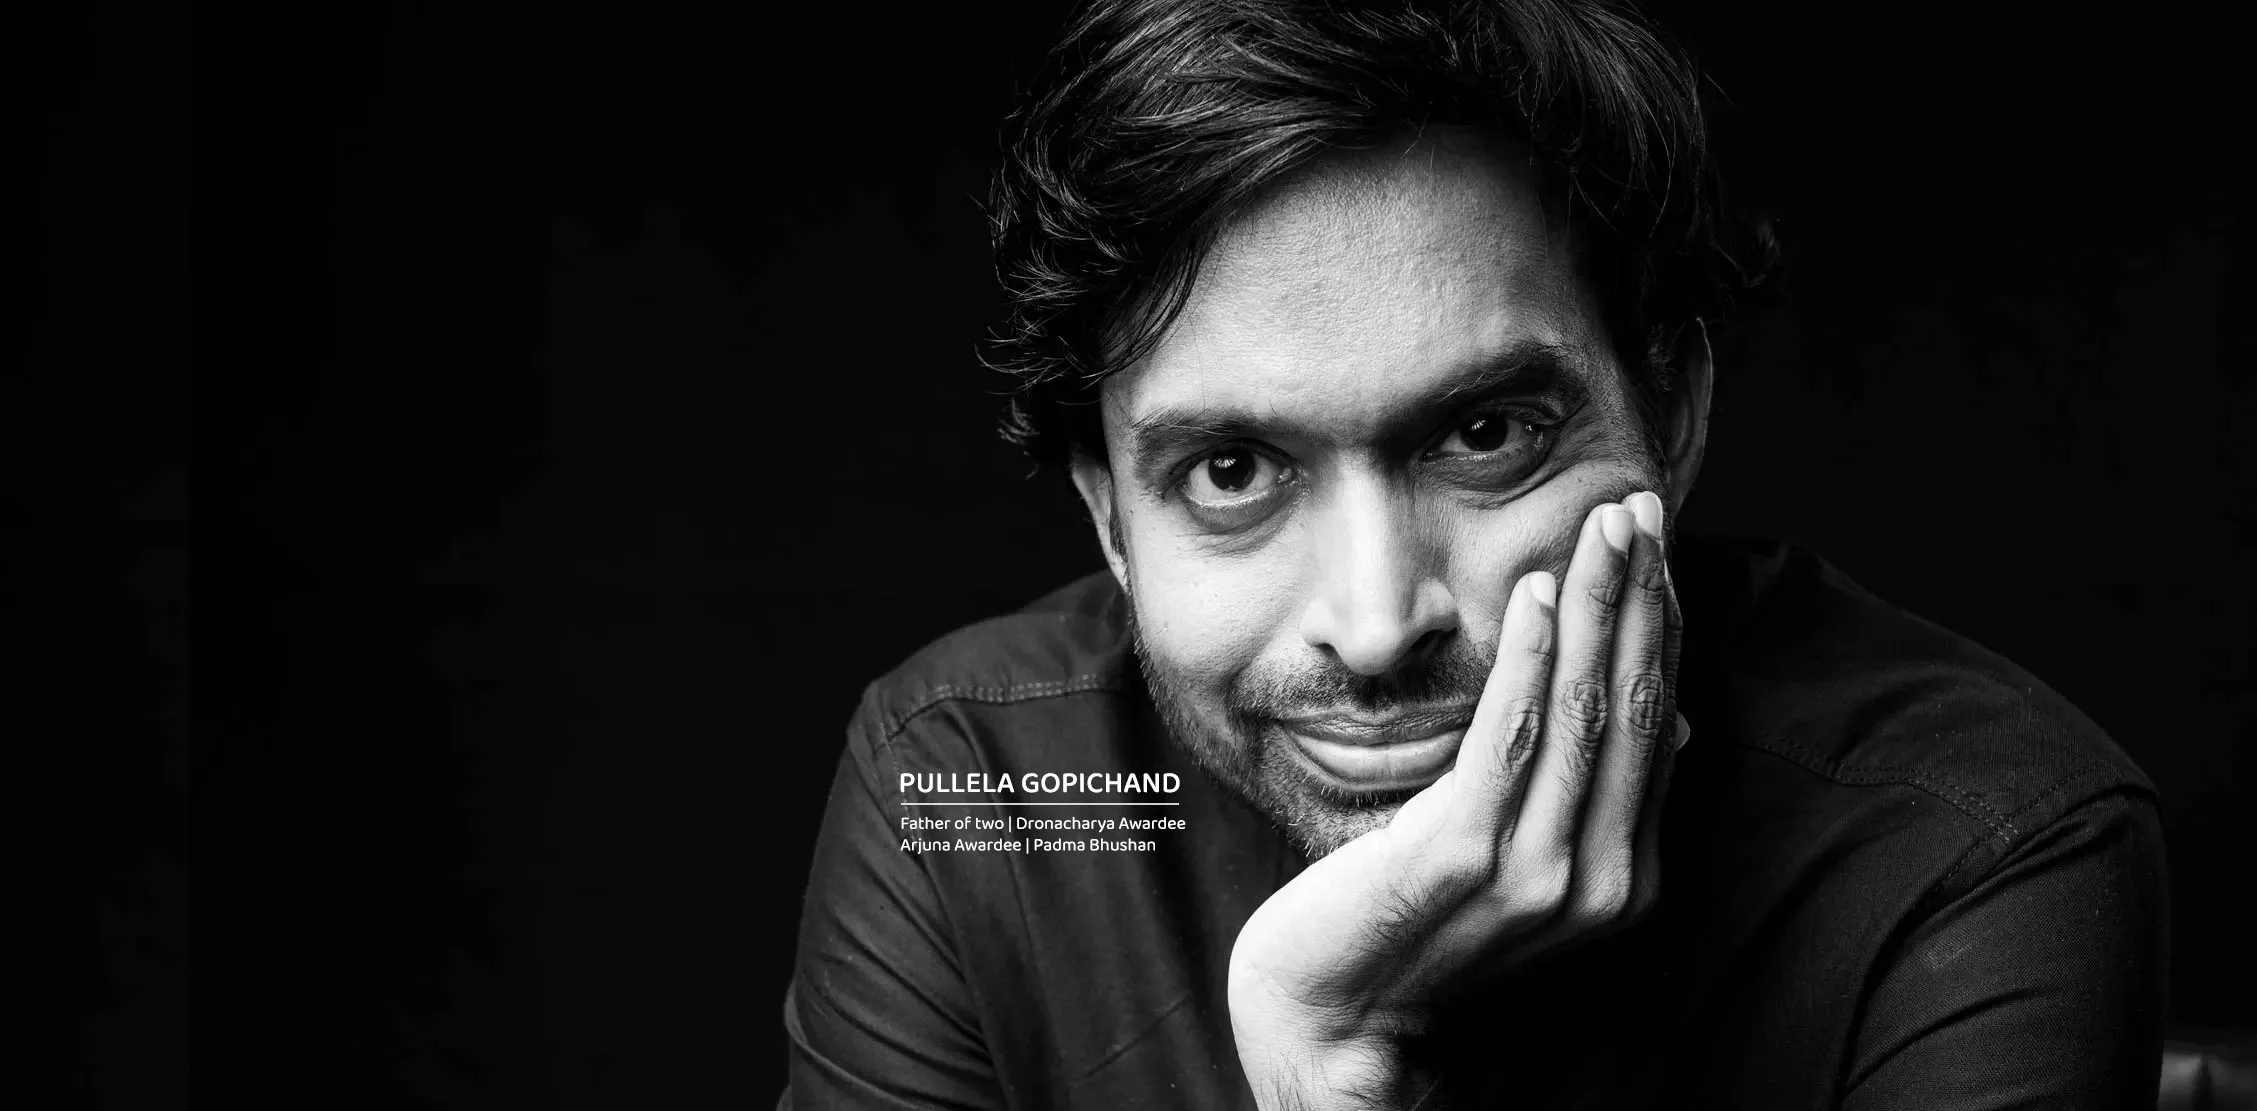 PULLELA GOPICHAND
Father of two | Dronacharya Awardee
Arjuna Awardee | Padma Bhushan